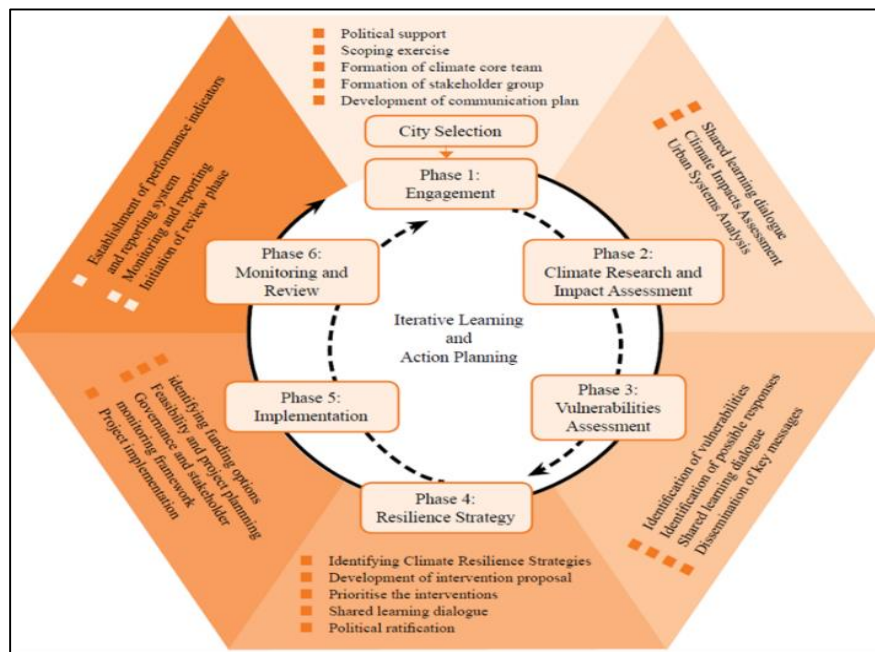 Political support
Scoping exercise
Formation of climate core team
Formation of stakeholder group
Development of communication plan
City Selection
Phase 1:
Engagement
Shared learning dialogue
Climate Impacts Assessment
Urban Systems Analysis
Phase 2:
Climate Research and
Impact Assessment
Identification of vulnerabilities
Identification of possible responses
Shared learning dialogue
Dissemination of key messages
Phase 3:
Vulnerabilities
Assessment
Phase 4:
Resilience Strategy
Identifying Climate Resilience Strategies
Development of intervention proposal
Prioritise the interventions
Shared learning dialogue
Political ratification
Phase 5:
Implementation
identifying funding options
Feasibility and project plannning
Governance and stakeholder
monitoring framework
Project implementation
Phase 6:
Monitoring and
Review
Establishment of performance indicators
and reporting system
Monitoring and reporting
Initiation of review phase
Iterative Learning
and
Action Planning